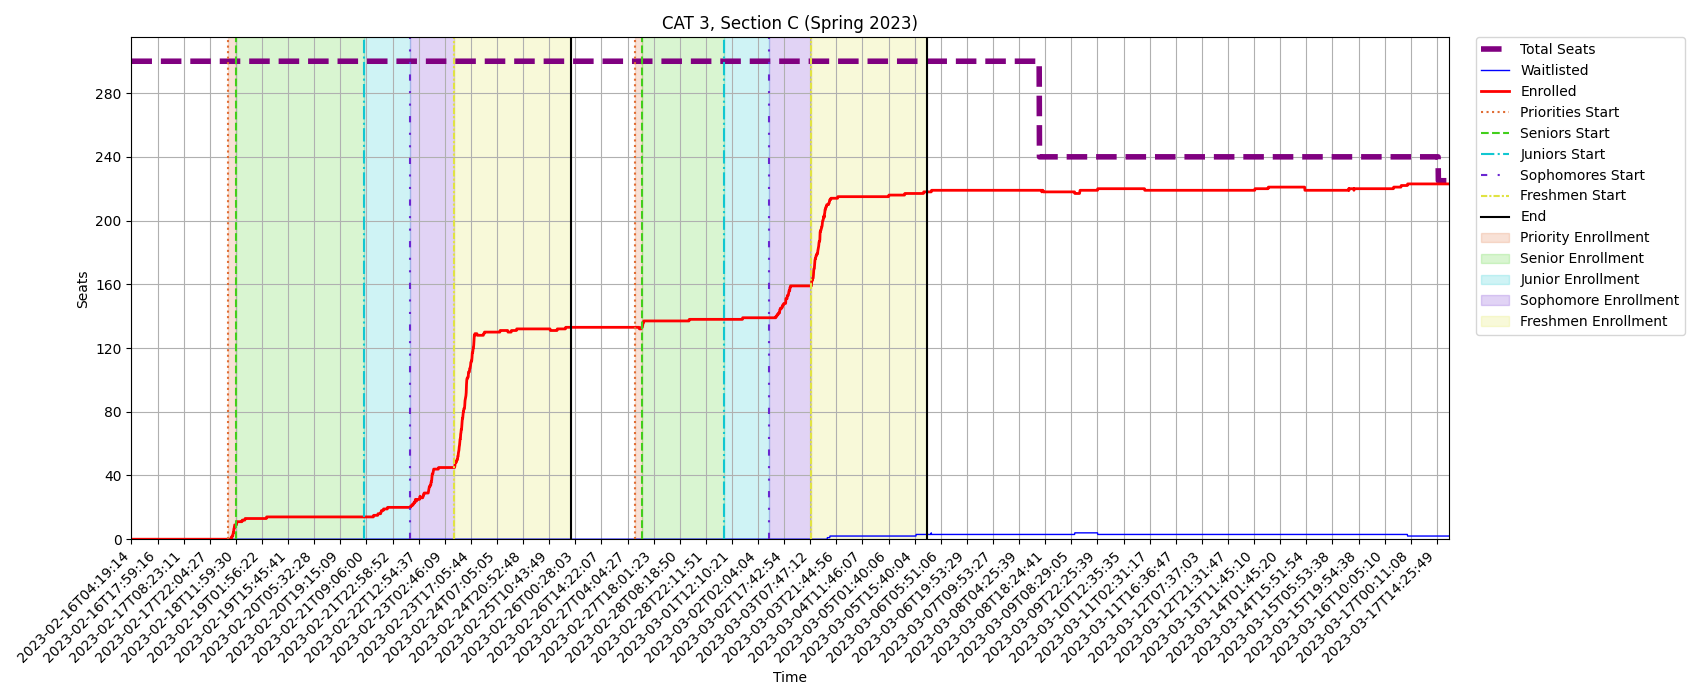 CAT 3, Section C (Spring 2023)
Seats
280
240
200
160
120
80
40
0
2023-02-16T04:19:14
2023-02-16T17:59:16
2023-02-17T08:23:11
2023-02-17T22:04:27
2023-02-18T11:59:30
2023-02-19T01:56:22
2023-02-19T15:45:41
2023-02-20T05:32:28
2023-02-20T19:15:09
2023-02-21T09:06:00
2023-02-21T22:58:52
2023-02-22T12:54:37
2023-02-23T02:46:09
2023-02-23T17:05:44
2023-02-24T07:05:05
2023-02-24T20:52:48
2023-02-25T10:43:49
2023-02-26T00:28:03
2023-02-26T14:22:07
2023-02-27T04:04:27
2023-02-27T18:01:23
2023-02-28T08:18:50
2023-02-28T22:11:51
2023-03-01T12:10:21
2023-03-02T02:04:04
2023-03-02T17:42:54
2023-03-03T07:47:12
2023-03-03T21:44:56
2023-03-04T11:46:07
2023-03-05T01:40:06
2023-03-05T15:40:04
2023-03-06T05:51:06
2023-03-06T19:53:29
2023-03-07T09:53:27
2023-03-08T04:25:39
2023-03-08T18:24:41
2023-03-09T08:29:05
2023-03-09T22:25:39
2023-03-10T12:35:35
2023-03-11T02:31:17
2023-03-11T16:36:47
2023-03-12T07:37:03
2023-03-12T21:31:47
2023-03-13T11:45:10
2023-03-14T01:45:20
2023-03-14T15:51:54
2023-03-15T05:53:38
2023-03-15T19:54:38
2023-03-16T10:05:10
2023-03-17T00:11:08
2023-03-17T14:25:49
Time
Total Seats
Waitlisted
Enrolled
Priorities Start
Seniors Start
Juniors Start
Sophomores Start
Freshmen Start
End
Priority Enrollment
Senior Enrollment
Junior Enrollment
Sophomore Enrollment
Freshmen Enrollment